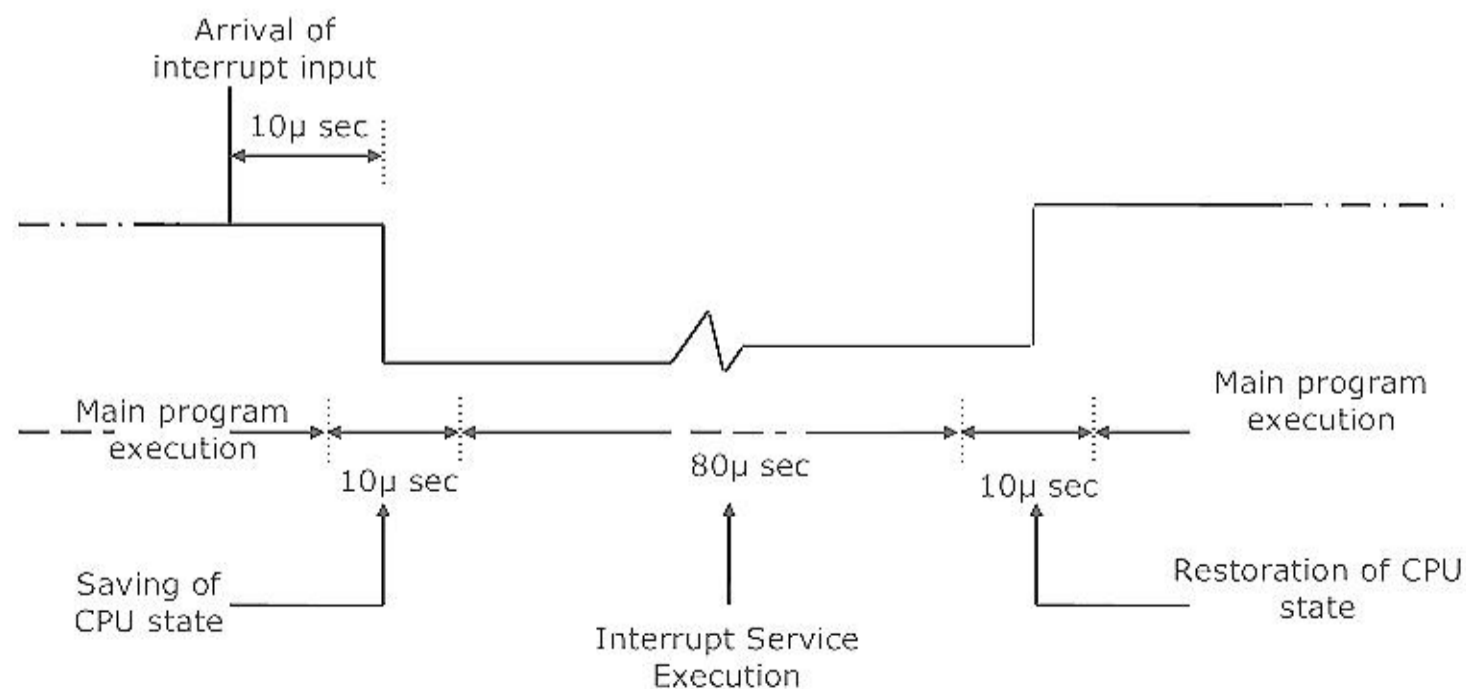 Arrival of
interrupt input
10µ sec
Main program
execution
10µ sec
80µ sec
10µ sec
Main program
execution
Saving of
CPU state
Interrupt Service
Execution
Restoration of CPU
state